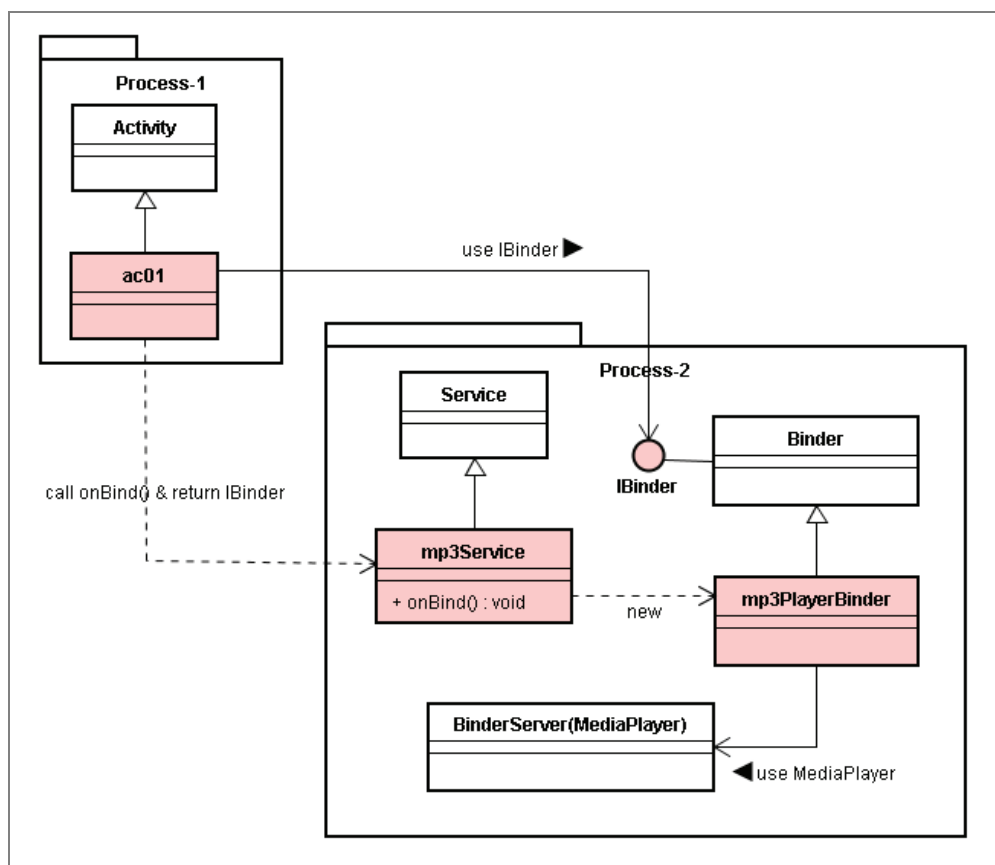 Process-1
Activity
ac01
use IBinder ►
Process-2
Service
Binder
IBinder
call onBind() & return IBinder
mp3Service
+ onBind() : void
new
mp3PlayerBinder
BinderServer(MediaPlayer)
◄ use MediaPlayer